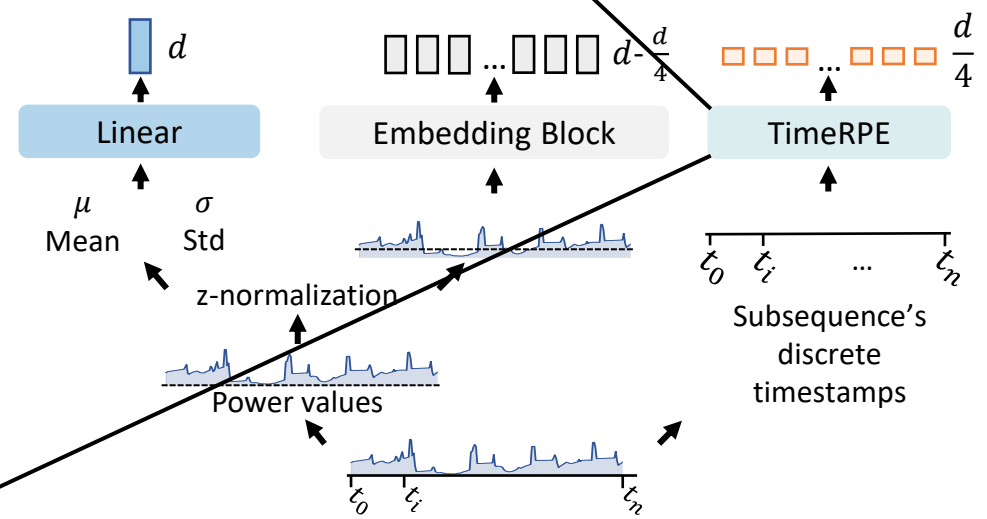 d
d-d/4
d/4
Linear
Embedding Block
TimeRPE
μ
Mean
σ
Std
z-normalization
t₀ tᵢ ... tₙ
Subsequence's
discrete
timestamps
Power values
t₀ tᵢ tₙ
...
...